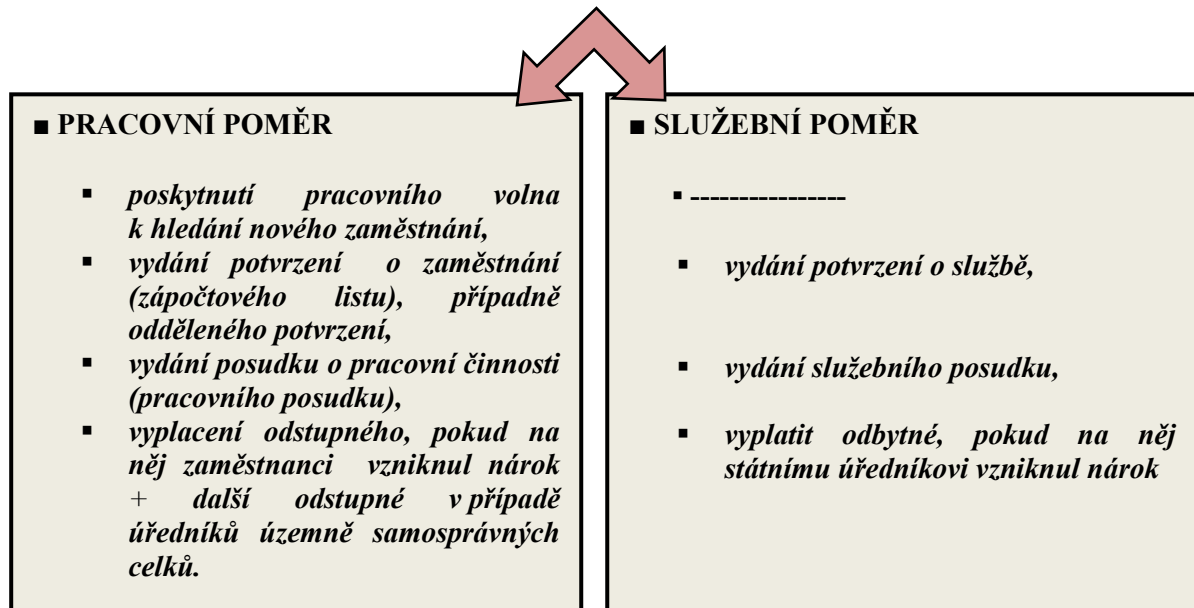 ■ PRACOVNÍ POMĚR
▪ poskytnutí pracovního volna
k hledání nového zaměstnání,
▪ vydání potvrzení o zaměstnání
(zápočtového listu), případně
odděleného potvrzení,
▪ vydání posudku o pracovní činnosti
(pracovního posudku),
▪ vyplacení odstupného, pokud na
něj zaměstnanci vzniknul nárok
+ další odstupné v případě
úředníků územně samosprávných
celků.
■ SLUŽEBNÍ POMĚR
▪ ----------------
▪ vydání potvrzení o službě,
▪ vydání služebního posudku,
▪ vyplatit odbytné, pokud na něj
státnímu úředníkovi vzniknul nárok